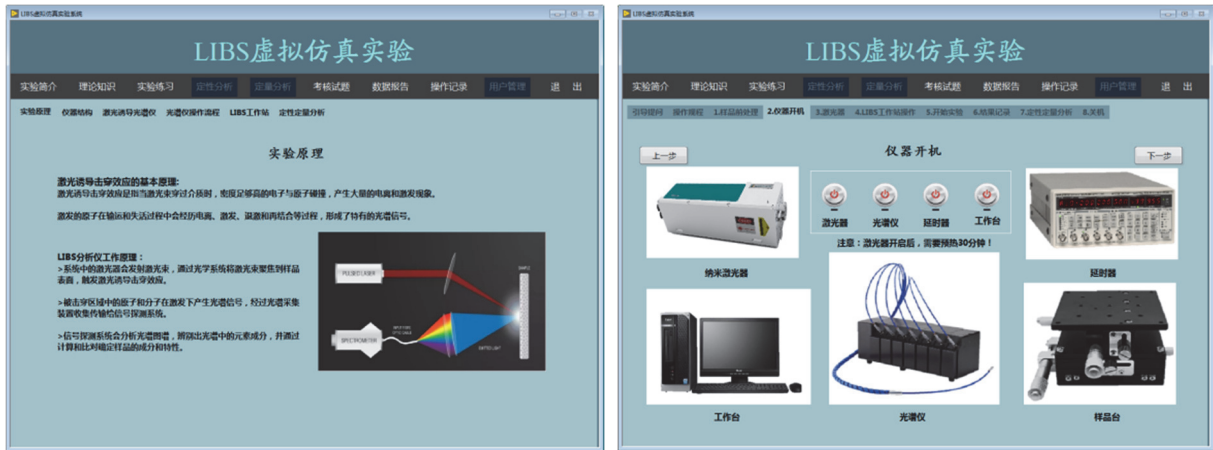 LIBS虚拟仿真实验系统
LIBS虚拟仿真实验
实验简介 理论知识 实验练习 定性分析 定量分析 考核试题 数据报告 操作记录 用户管理 退 出
实验原理 仪器结构 激光诱导光谱仪 光谱仪操作流程 LIBS工作站 定性定量分析
实验原理
激光诱导击穿效应的基本原理:
激光诱导击穿效应是指当激光束穿过介质时，密度足够高的电子与原子碰撞，产生大量的电离和激发现象。
激发的原子在输运和失活过程中会经历电离、激发、说激和再结合等过程，形成了特有的光谱信号。
LIBS分析仪工作原理：
>系统中的激光器会发射激光束，通过光学系统将激光束聚焦到样品
表面，触发激光诱导击穿效应。
>被击穿区域中的原子和分子在激发下产生光谱信号，经过光谱采集
装置收集传输给信号探测系统。
>信号探测系统会分析光谱图谱，辨别出光谱中的元素成分，并通过
计算和比对确定样品的成分和特性。
PULSED LASER
SAMPLE
SPECTROMETER
EMITTED LIGHT
LIBS虚拟仿真实验系统
LIBS虚拟仿真实验
实验简介 理论知识 实验练习 定性分析 定量分析 考核试题 数据报告 操作记录 用户管理 退 出
引导提问 操作流程 1.样品前处理 2.仪器开机 3.激光器 4.LIBS工作站操作 5.开始实验 6.结果记录 7.定性定量分析 8.关机
仪器开机
上一步
下一步
激光器 光谱仪 延时器 工作台
注意：激光器开启后，需要预热30分钟！
纳米激光器
延时器
工作台
光谱仪
样品台